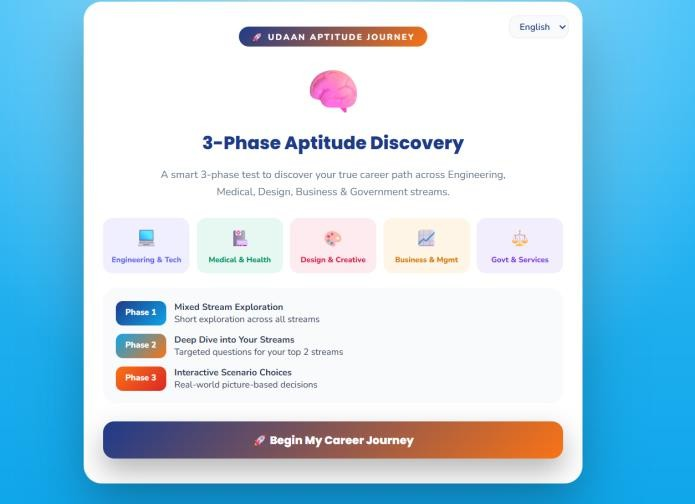 English
UDAAN APTITUDE JOURNEY
3-Phase Aptitude Discovery
A smart 3-phase test to discover your true career path across Engineering,
Medical, Design, Business & Government streams.
Engineering & Tech
Medical & Health
Design & Creative
Business & Mgmt
Govt & Services
Phase 1
Mixed Stream Exploration
Short exploration across all streams
Phase 2
Deep Dive into Your Streams
Targeted questions for your top 2 streams
Phase 3
Interactive Scenario Choices
Real-world picture-based decisions
Begin My Career Journey